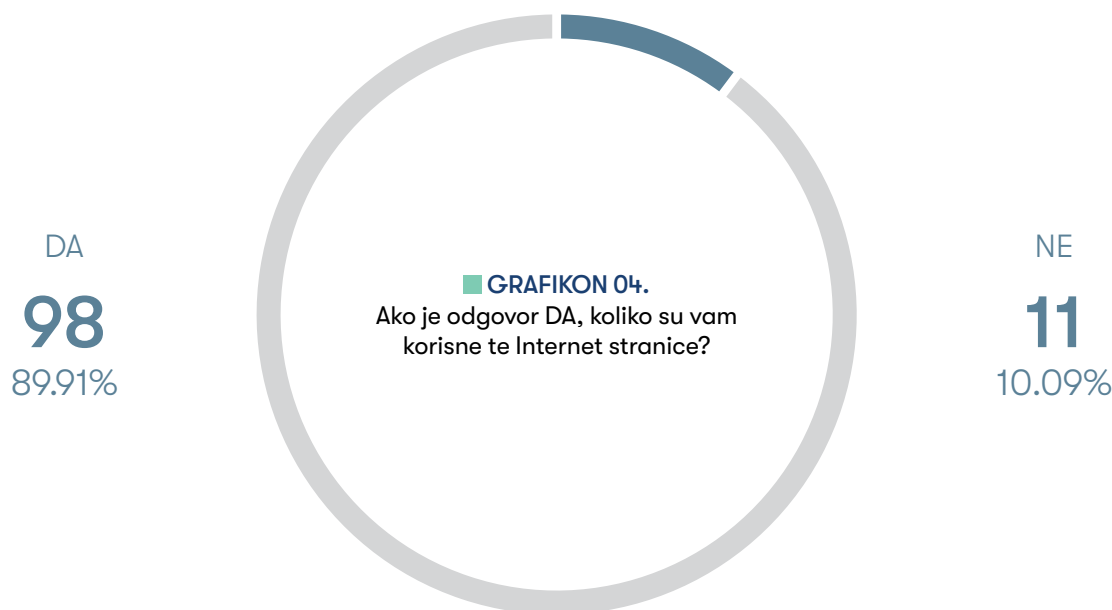 DA
98
89.91%
GRAFIKON 04.
Ako je odgovor DA, koliko su vam
korisne te Internet stranice?
NE
11
10.09%